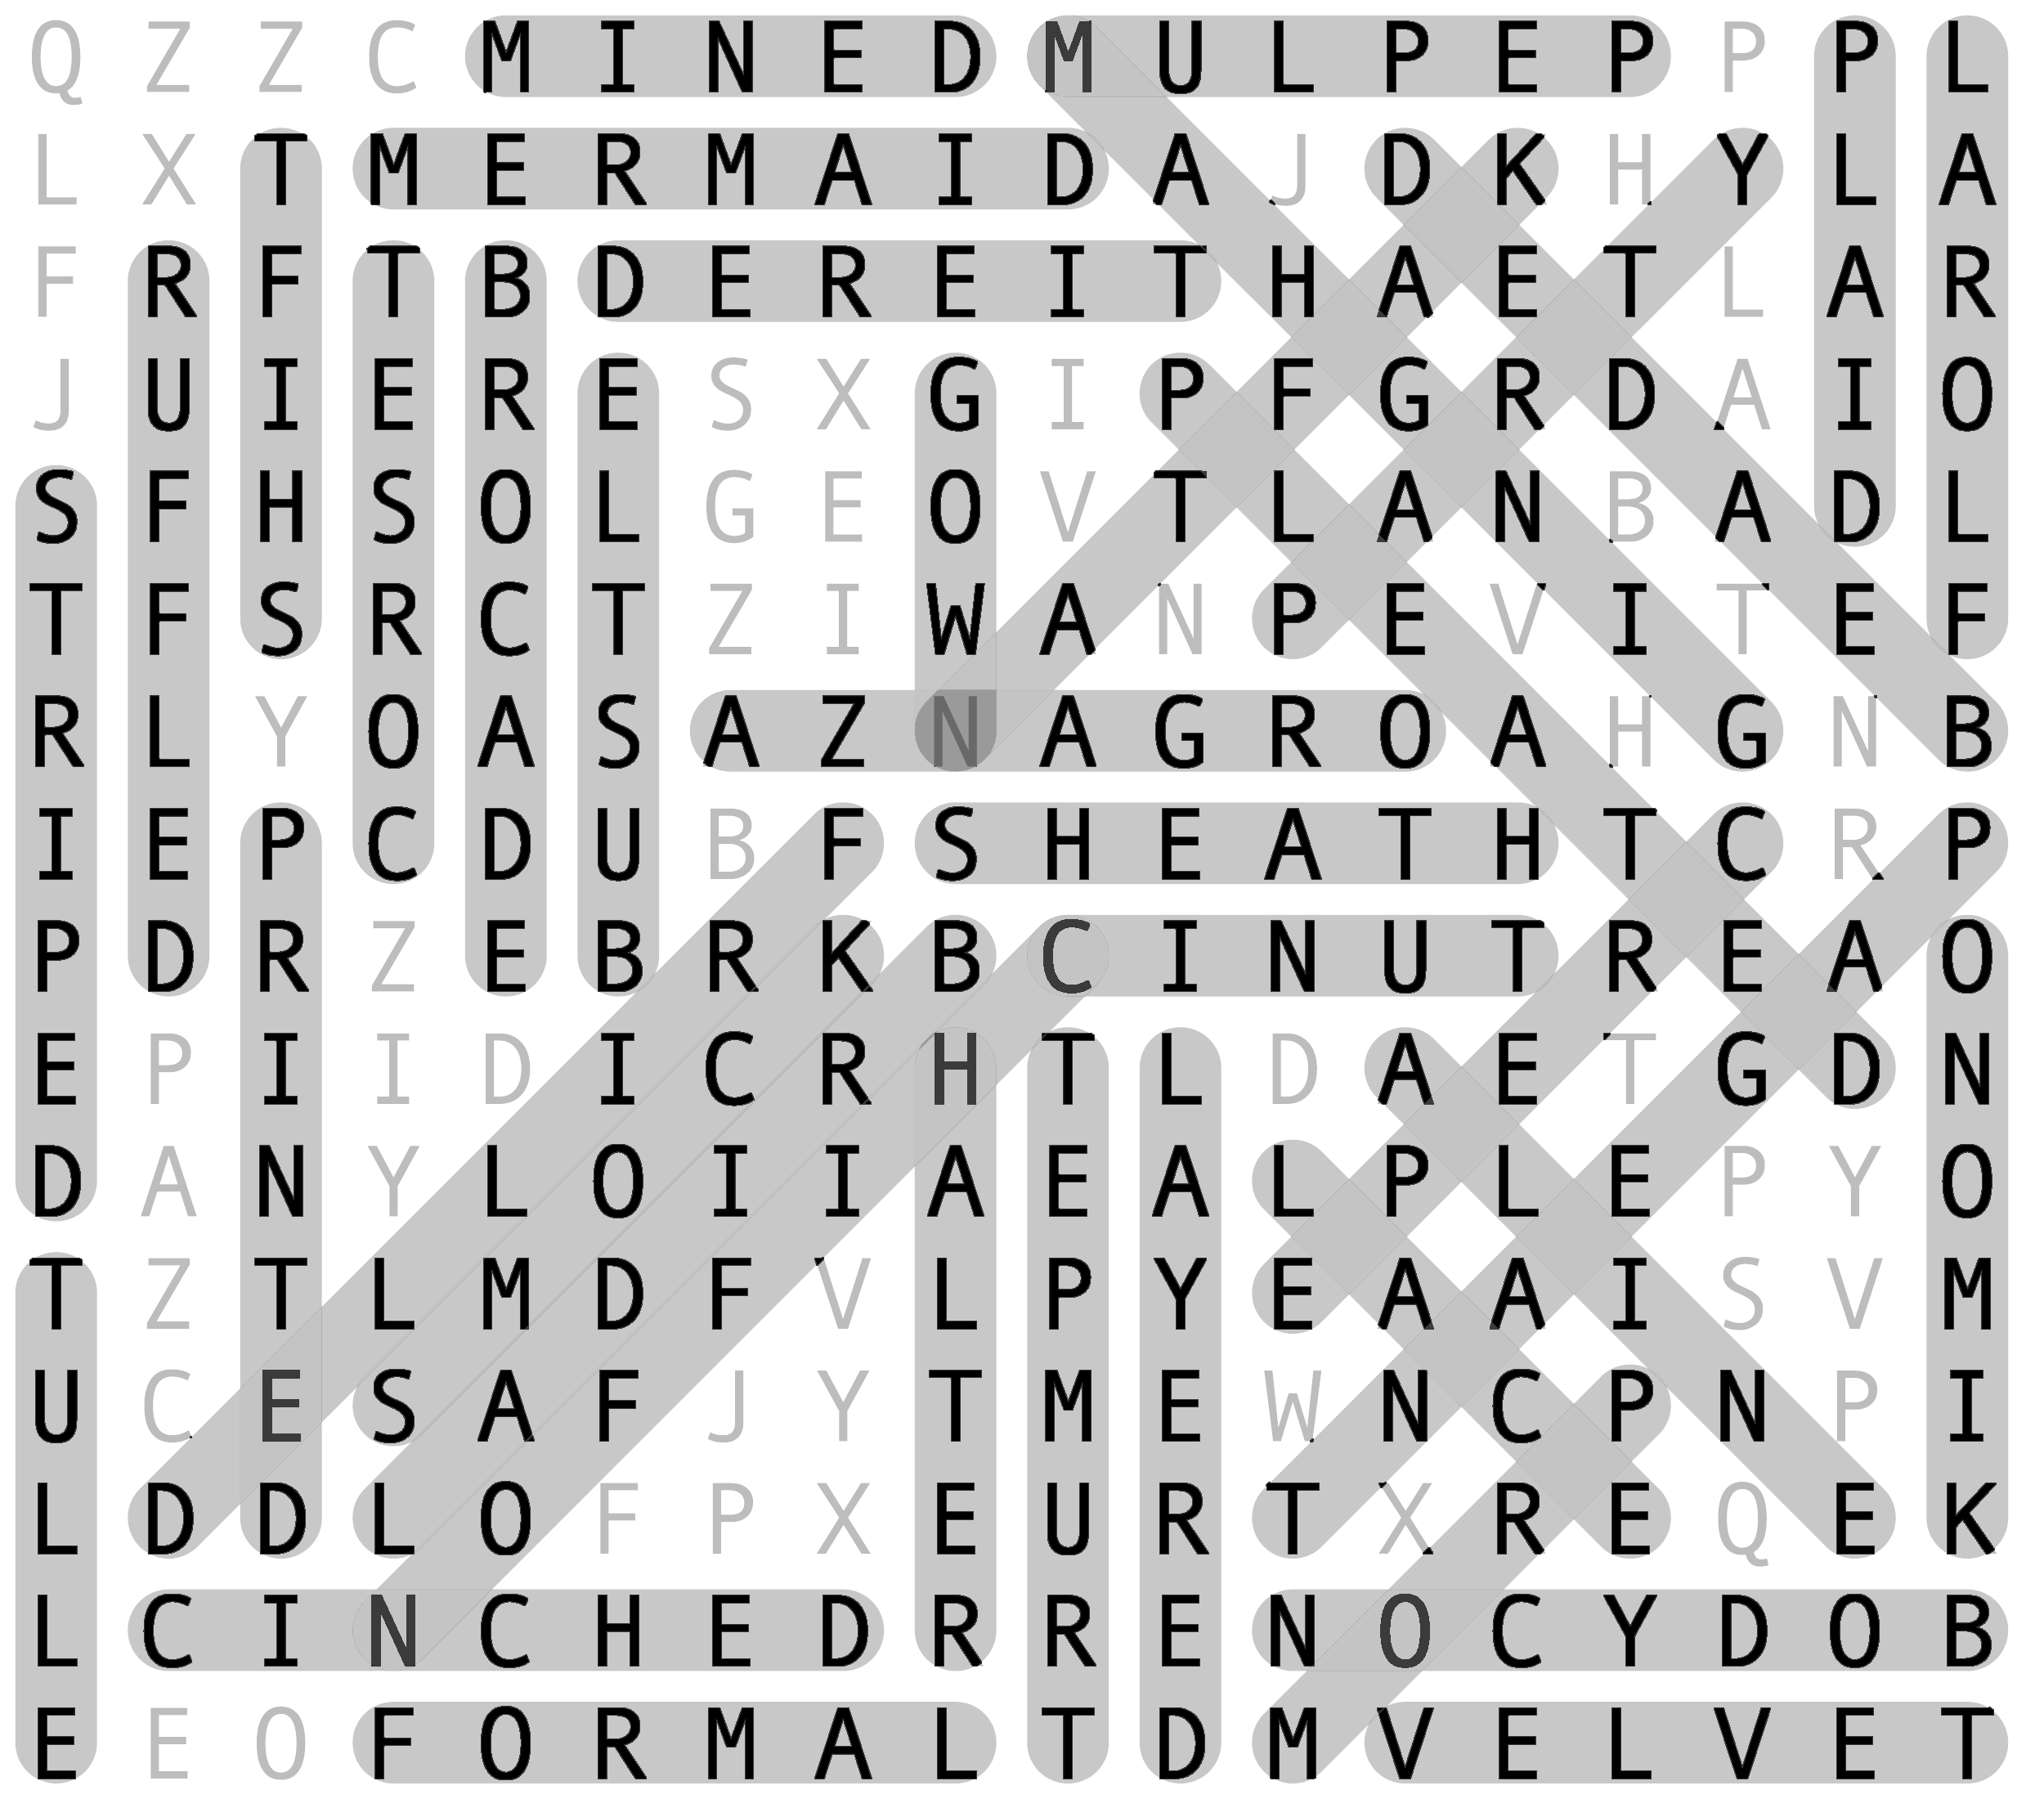 Q Z Z C M I N E D M U L P E P P P L
L X T M E R M A I D A J D K H Y L A
F R F T B D E R E I T H A E T L A R
J U I E R E S X G I P F G R D A I O
S F H S O L G E O V T L A N B A D L
T F S R C T Z I W A N P E V I T E F
R L Y O A S A Z N A G R O A H G N B
I E P C D U B F S H E A T H T C R P
P D R Z E B R K B C I N U T R E A O
E P I I D I C R H T L D A E T G D N
D A N Y L O I I A E A L P L E P Y O
T Z T L M D F V L P Y E A A I S V M
U C E S A F J Y T M E W N C P N P I
L D D L O F P X E U R T X R E Q E K
L C I N C H E D R R E N O C Y D O B
E E O F O R M A L T D M V E L V E T